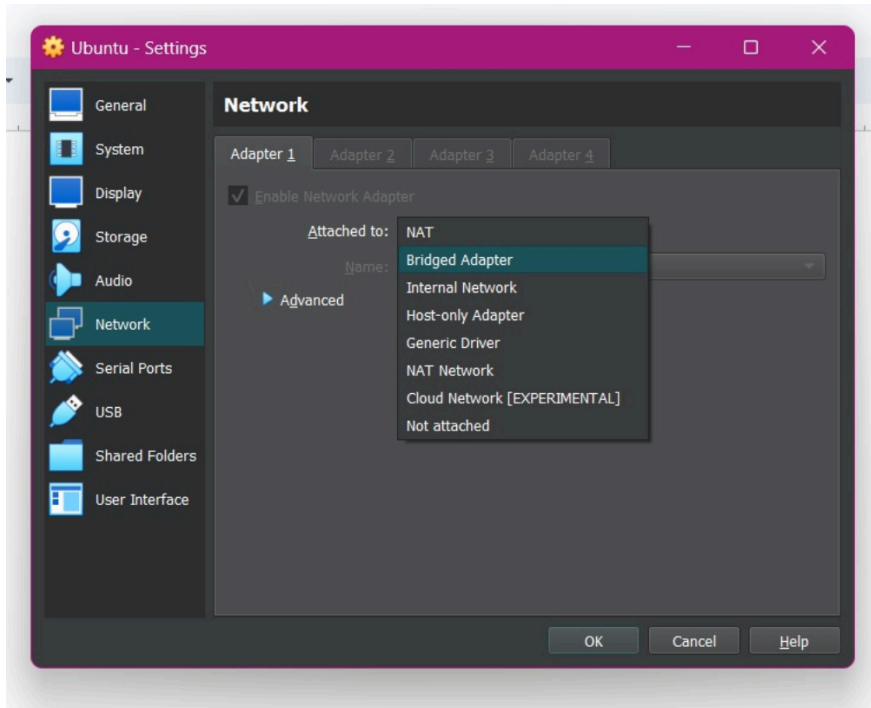 Ubuntu - Settings
General
System
Display
Storage
Audio
Network
Serial Ports
USB
Shared Folders
User Interface
Network
Adapter 1 Adapter 2 Adapter 3 Adapter 4
Enable Network Adapter
Attached to: NAT
Name: Bridged Adapter
Advanced Internal Network
Host-only Adapter
Generic Driver
NAT Network
Cloud Network [EXPERIMENTAL]
Not attached
OK Cancel Help